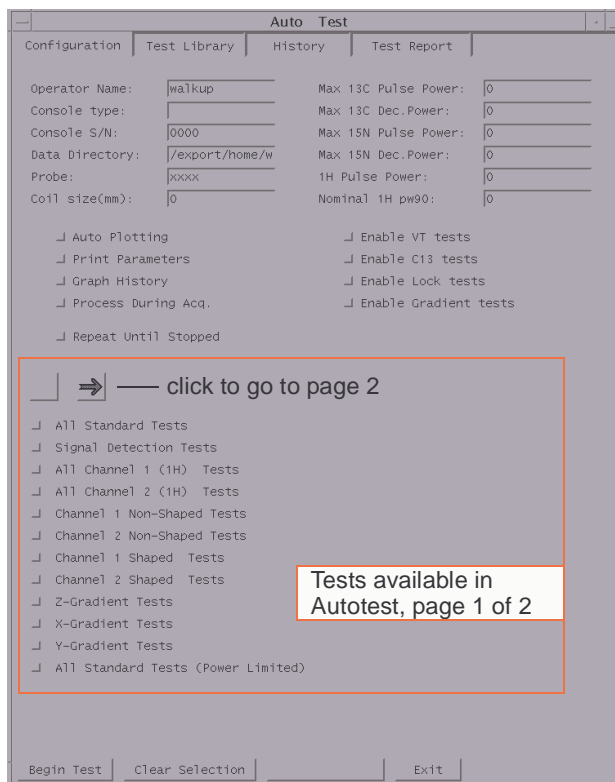 Auto Test
Configuration Test Library History Test Report
Operator Name: walkup Max 13C Pulse Power: 0
Console type: Max 13C Dec.Power: 0
Console S/N: 0000 Max 15N Pulse Power: 0
Data Directory: /export/home/w Max 15N Dec.Power: 0
Probe: xxxx 1H Pulse Power: 0
Coil size(mm): 0 Nominal 1H pw90: 0
Auto Plotting Enable VT tests
Print Parameters Enable C13 tests
Graph History Enable Lock tests
Process During Acq. Enable Gradient tests
Repeat Until Stopped
click to go to page 2
All Standard Tests
Signal Detection Tests
All Channel 1 (1H) Tests
All Channel 2 (1H) Tests
Channel 1 Non-Shaped Tests
Channel 2 Non-Shaped Tests
Channel 1 Shaped Tests
Channel 2 Shaped Tests
Z-Gradient Tests
X-Gradient Tests
Y-Gradient Tests
All Standard Tests (Power Limited)
Tests available in
Autotest, page 1 of 2
Begin Test Clear Selection Exit